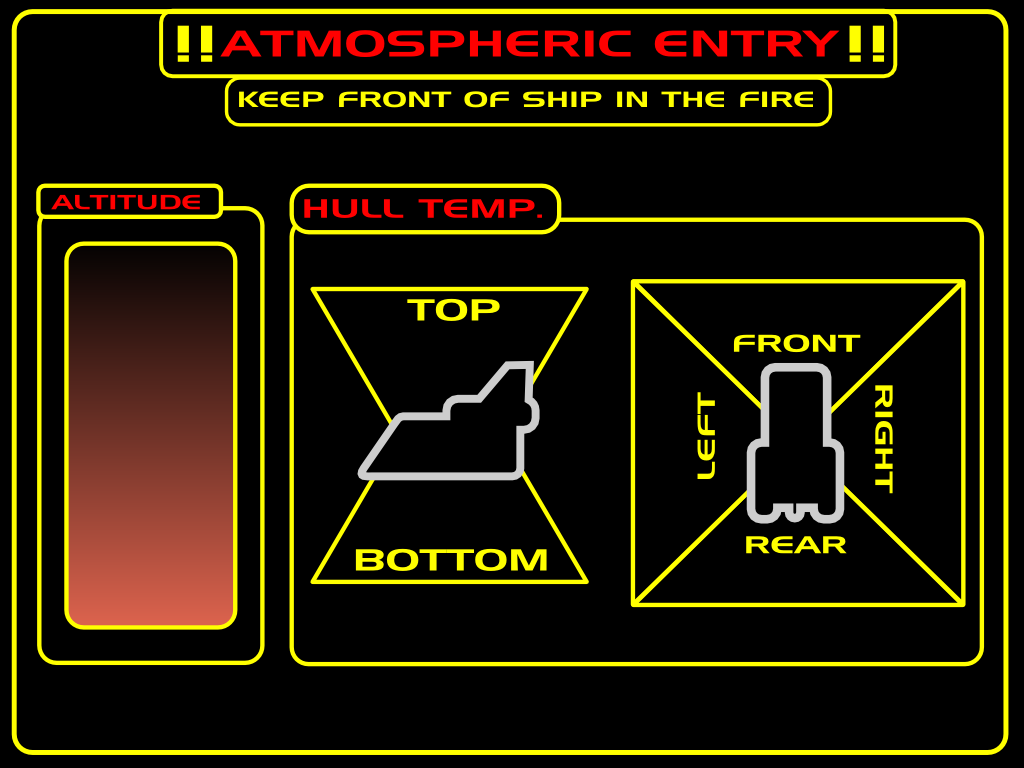 !!ATMOSPHERIC ENTRY!!
KEEP FRONT OF SHIP IN THE FIRE
ALTITUDE
HULL TEMP.
TOP
BOTTOM
FRONT
LEFT
RIGHT
REAR